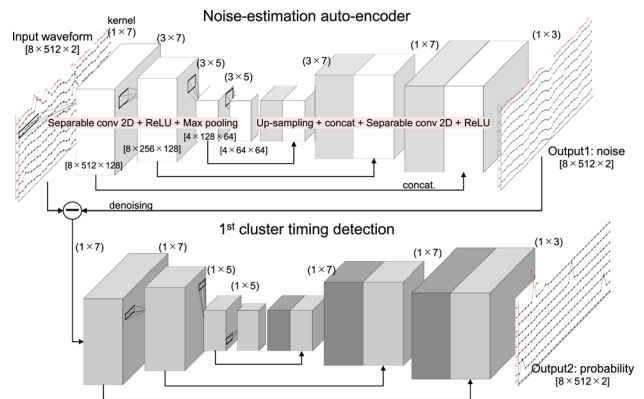 Noise-estimation auto-encoder
Input waveform
[8×512×2]
kernel
(1×7)
(3×7)
(3×5)
(3×5)
(3×7)
(1×7)
(1×3)
Separable conv 2D + ReLU + Max pooling
Up-sampling + concat + Separable conv 2D + ReLU
[8×512×128]
[8×256×128]
[4×128×64]
[4×64×64]
concat.
Output1: noise
[8×512×2]
denoising
1st cluster timing detection
(1×7)
(1×7)
(1×5)
(1×5)
(1×7)
(1×7)
(1×3)
Output2: probability
[8×512×2]